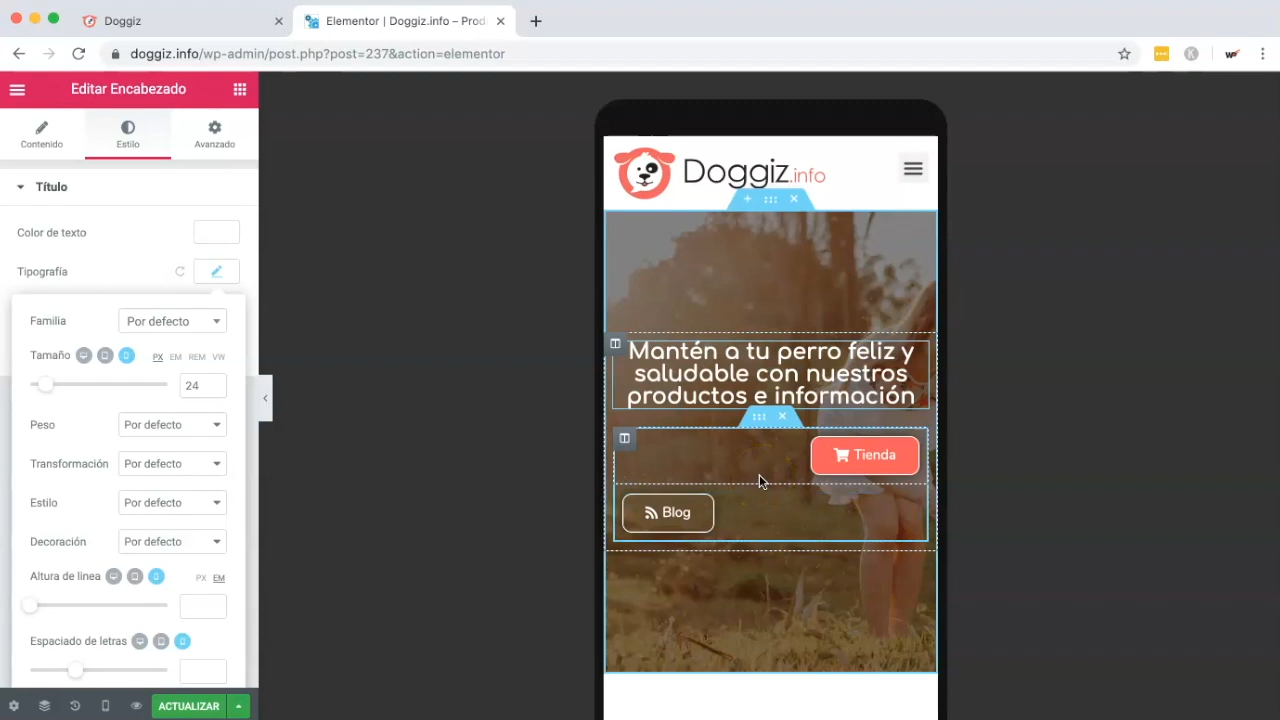 Doggiz
Elementor | Doggiz.info – Prod
doggiz.info/wp-admin/post.php?post=237&action=elementor
Editar Encabezado
Contenido
Estilo
Avanzado
Título
Color de texto
Tipografía
Familia
Por defecto
Tamaño
PX EM REM VW
24
Peso
Por defecto
Transformación
Por defecto
Estilo
Por defecto
Decoración
Por defecto
Altura de linea
PX EM
Espaciado de letras
ACTUALIZAR
Doggiz.info
Mantén a tu perro feliz y
saludable con nuestros
productos e información
Tienda
Blog